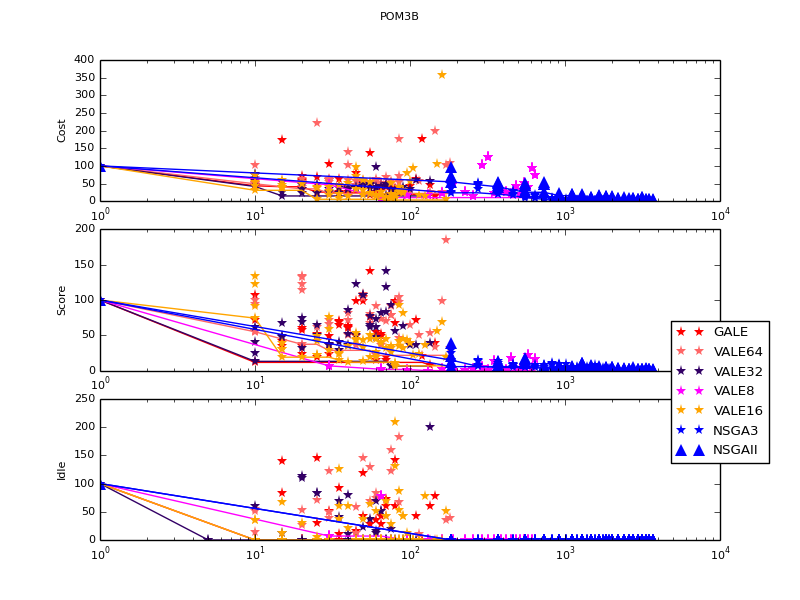 POM3B
400
350
300
250
200
150
100
50
0
Cost
10^0 10^1 10^2 10^3 10^4
200
150
100
50
0
Score
10^0 10^1 10^2 10^3 10^4
250
200
150
100
50
0
Idle
10^0 10^1 10^2 10^3 10^4
GALE
VALE64
VALE32
VALE8
VALE16
NSGA3
NSGAII